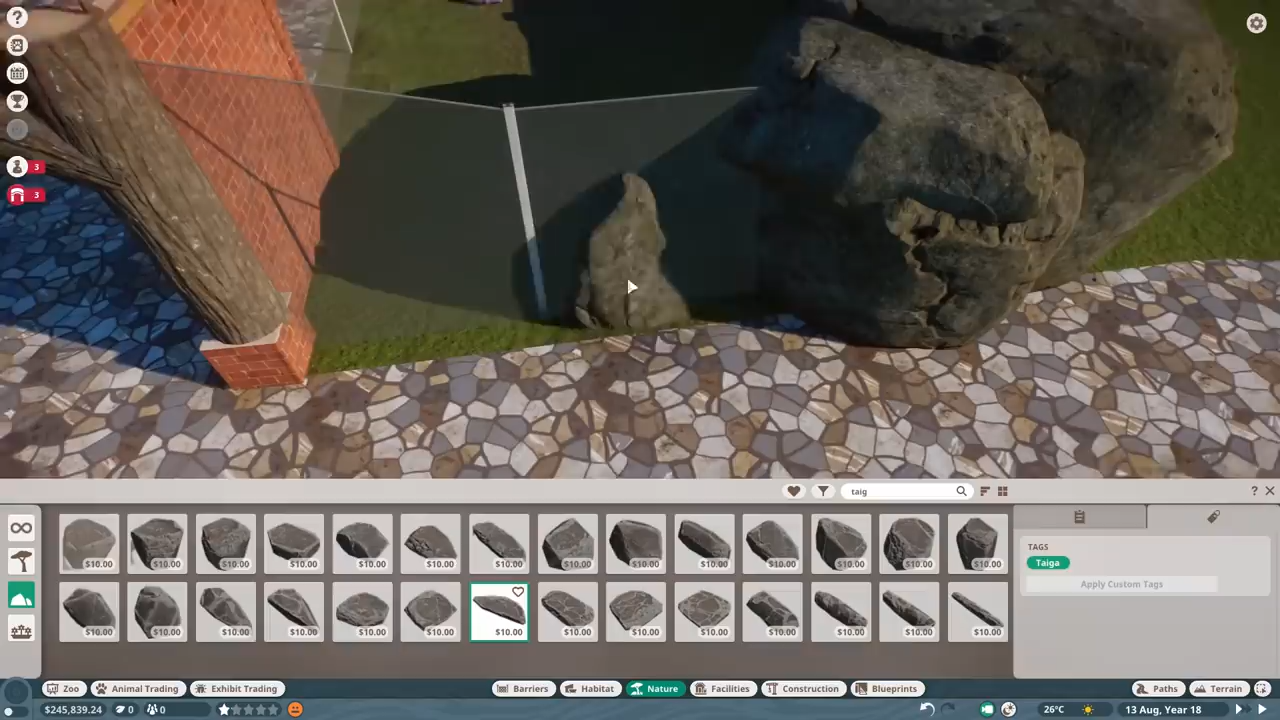 ?
3
3
taig
?
$10.00 $10.00 $10.00 $10.00 $10.00 $10.00 $10.00 $10.00 $10.00 $10.00 $10.00 $10.00 $10.00 $10.00
TAGS
Taiga
Apply Custom Tags
$10.00 $10.00 $10.00 $10.00 $10.00 $10.00 $10.00 $10.00 $10.00 $10.00 $10.00 $10.00 $10.00 $10.00
Zoo Animal Trading Exhibit Trading Barriers Habitat Nature Facilities Construction Blueprints Paths Terrain
$245,839.24 0 0 26°C 13 Aug, Year 18